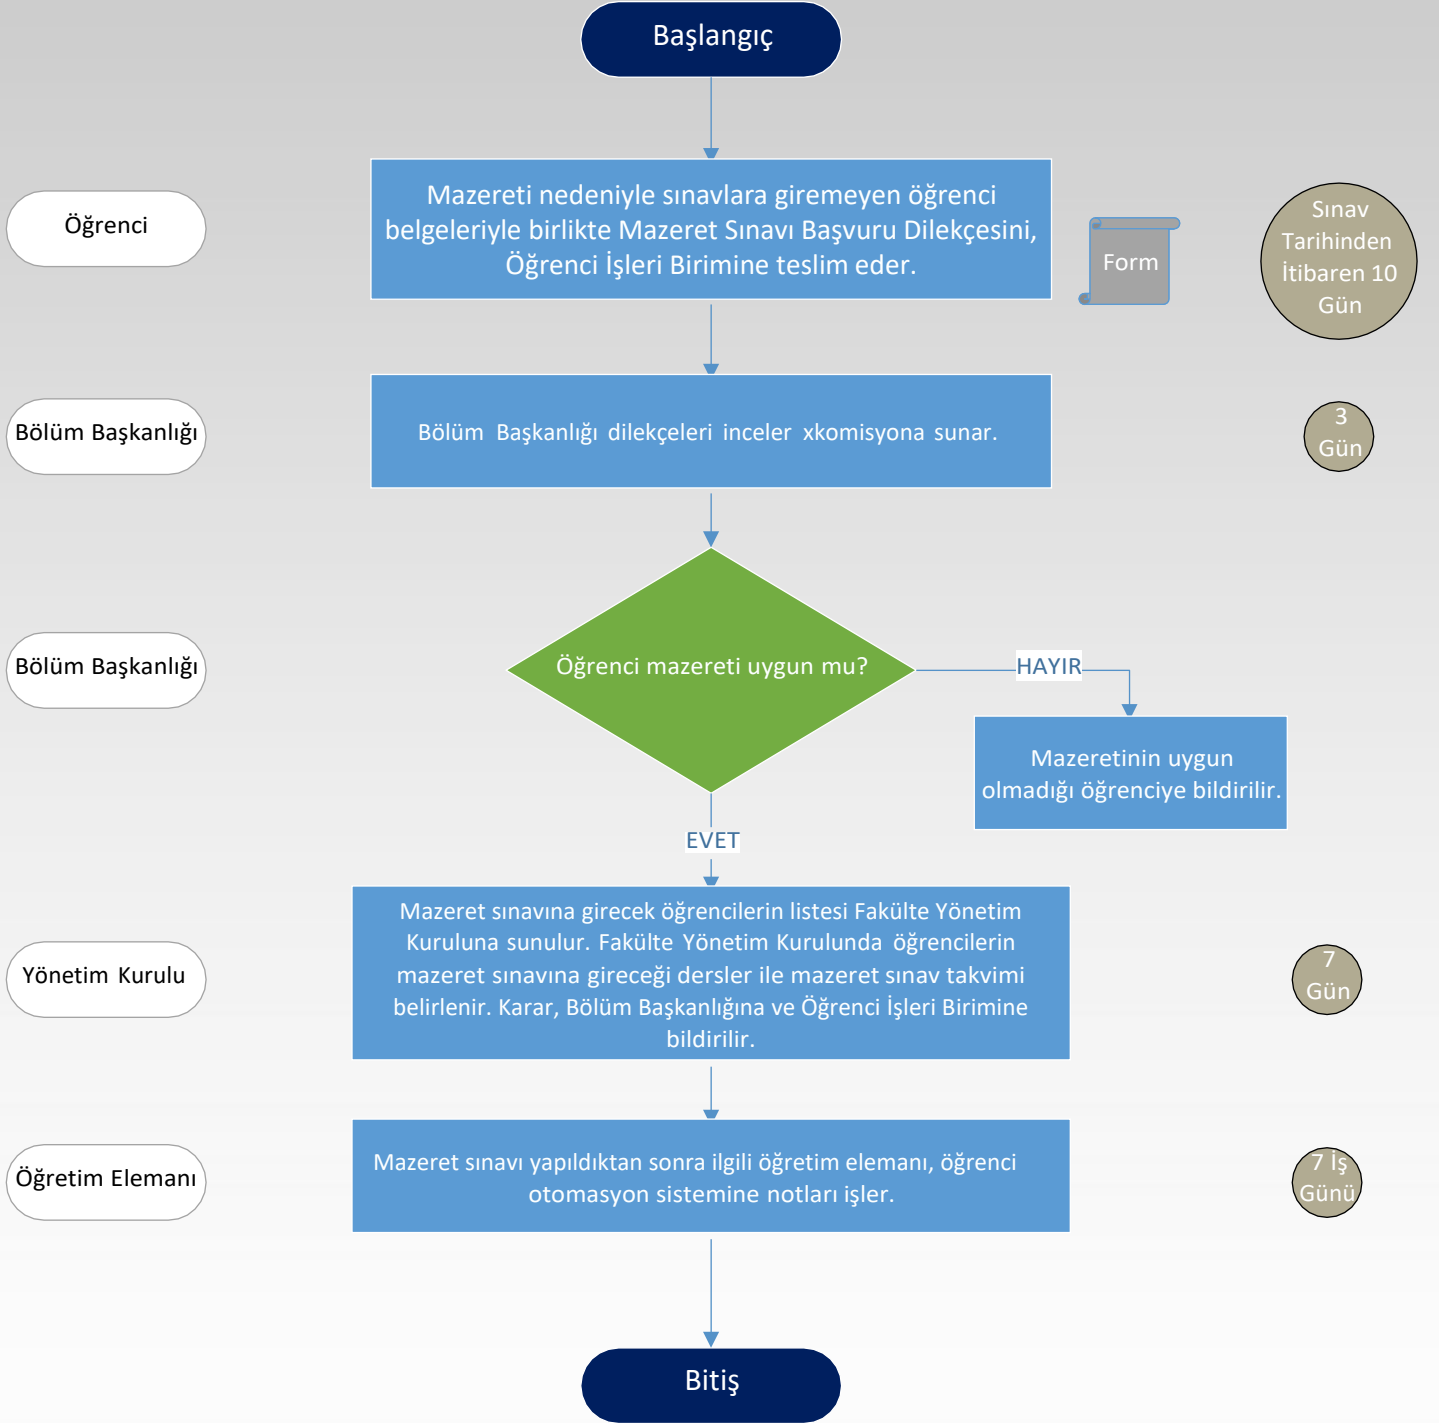 Başlangıç
Öğrenci
Mazereti nedeniyle sınavlara giremeyen öğrenci
belgeleriyle birlikte Mazeret Sınavı Başvuru Dilekçesini,
Öğrenci İşleri Birimine teslim eder.
Form
Sınav
Tarihinden
İtibaren 10
Gün
Bölüm Başkanlığı
Bölüm Başkanlığı dilekçeleri inceler xkomisyona sunar.
3
Gün
Bölüm Başkanlığı
Öğrenci mazereti uygun mu?
HAYIR
Mazeretinin uygun
olmadığı öğrenciye bildirilir.
EVET
Yönetim Kurulu
Mazeret sınavına girecek öğrencilerin listesi Fakülte Yönetim
Kuruluna sunulur. Fakülte Yönetim Kurulunda öğrencilerin
mazeret sınavına gireceği dersler ile mazeret sınav takvimi
belirlenir. Karar, Bölüm Başkanlığına ve Öğrenci İşleri Birimine
bildirilir.
7
Gün
Öğretim Elemanı
Mazeret sınavı yapıldıktan sonra ilgili öğretim elemanı, öğrenci
otomasyon sistemine notları işler.
7 İş
Günü
Bitiş